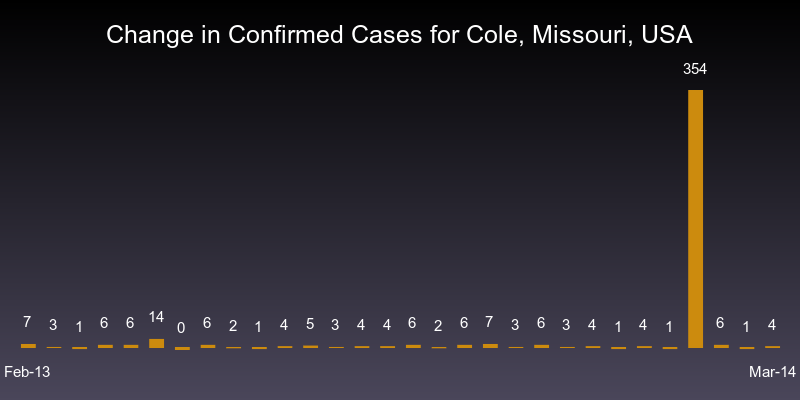 Change in Confirmed Cases for Cole, Missouri, USA
354
7 3 1 6 6 14 0 6 2 1 4 5 3 4 4 6 2 6 7 3 6 3 4 1 4 1 6 1 4
Feb-13 Mar-14